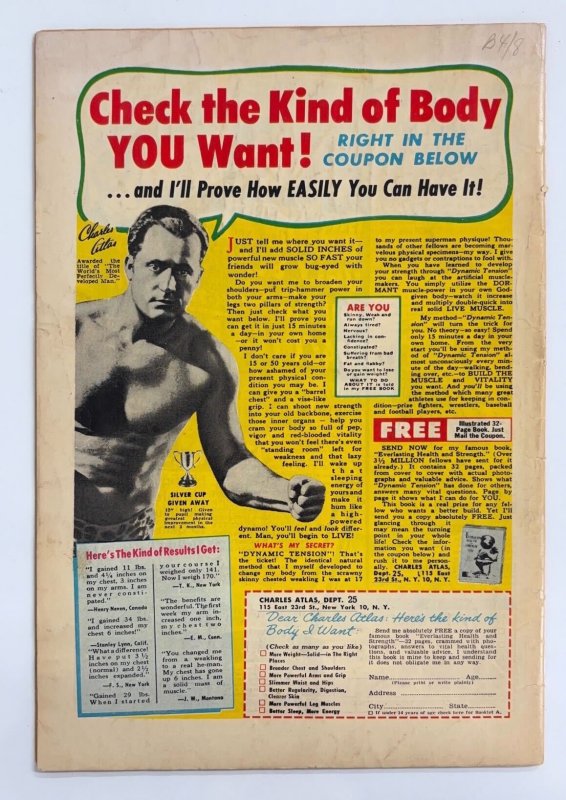 B4/8
Check the Kind of Body
YOU Want!
RIGHT IN THE
COUPON BELOW
...and I'll Prove How EASILY You Can Have It!
Charles
Atlas
Awarded the
title of "The
World's Most
Perfectly De-
veloped Man."
JUST tell me where you want it—
and I'll add SOLID INCHES of
powerful new muscle SO FAST your
friends will grow bug-eyed with
wonder!
Do you want me to broaden your
shoulders—put trip-hammer power in
both your arms—make your
legs two pillars of strength?
Then just check what you
want below. I'll prove you
can get it in just 15 minutes
a day—in your own home
—or it won't cost you a
penny!
I don't care if you are
15 or 50 years old—or
how ashamed of your
present physical con-
dition you may be. I
can give you a "barrel
chest" and a vise-like
grip. I can shoot new strength
into your old backbone, exercise
those inner organs — help you
cram your body so full of pep,
vigor and red-blooded vitality
that you won't feel there's even
"standing room" left for
weakness and that lazy
feeling. I'll wake up
that
sleeping
energy of
yours and
make it
hum like
a high-
powered
dynamo! You'll feel and look differ-
ent. Man, you'll begin to LIVE!
WHAT'S MY SECRET?
"DYNAMIC TENSION"! That's
the ticket! The identical natural
method that I myself developed to
change my body from the scrawny
skinny chested weakling I was at 17
SILVER CUP
GIVEN AWAY
12" high! Given
to pupil making
greatest physical
improvement in the
next 3 months.
to my present superman physique! Thou-
sands of other fellows are becoming mar-
velous physical specimens—my way. I give
you no gadgets or contraptions to fool with.
When you have learned to develop
your strength through "Dynamic Tension"
you can laugh at the artificial muscle-
makers. You simply utilize the DOR-
MANT muscle-power in your own God-
given body—watch it increase
and multiply double-quick into
real solid LIVE MUSCLE.
My method—"Dynamic Ten-
sion" will turn the trick for
you. No theory—so easy! Spend
only 15 minutes a day in your
own home. From the very
start you'll be using my meth-
od of "Dynamic Tension" al-
most unconsciously every min-
ute of the day—walking, bend-
ing over, etc.—to BUILD THE
MUSCLE and VITALITY
you want. And you'll be using
the method which many great
athletes use for keeping in con-
dition—prize fighters, wrestlers, baseball
and football players, etc.
ARE YOU
Skinny, Weak and
run down?
Always tired?
Nervous?
Lacking in con-
fidence?
Constipated?
Suffering from bad
breath?
Fat and flabby?
Do you want to lose
or gain weight?
WHAT TO DO
ABOUT IT is told
in my FREE BOOK
FREE
Illustrated 32-
Page Book. Just
Mail the Coupon.
SEND NOW for my famous book,
"Everlasting Health and Strength." (Over
3½ MILLION fellows have sent for it
already.) It contains 32 pages, packed
from cover to cover with actual photo-
graphs and valuable advice. Shows what
"Dynamic Tension" has done for others,
answers many vital questions. Page by
page it shows what I can do for YOU.
This book is a real prize for any fel-
low who wants a better build. Yet I'll
send you a copy absolutely FREE. Just
glancing through it
may mean the turning
point in your whole
life! Check the infor-
mation you want (in
the coupon below) and
rush it to me person-
ally. CHARLES ATLAS,
Dept. 25, 115 East
23rd St., N. Y. 10, N. Y.
Here's The Kind of Results I Get:
"I gained 11 lbs.
and 4¼ inches on
my chest, 3 inches
on my arms. I am
never consti-
pated."
—Henry Noven, Canada
"I gained 34 lbs.
and increased my
chest 6 inches!"
—Stanley Lynn, Calif.
"What a difference!
Have put 3½
inches on my chest
(normal) and 2½
inches expanded."
—F. S., New York
"Gained 29 lbs.
When I started
your course I
weighed only 141.
Now I weigh 170."
—T. K., New York
"The benefits are
wonderful. The first
week my arm in-
creased one inch,
my chest two
inches."
—E. M., Conn.
"You changed me
from a weakling
to a real he-man.
My chest has gone
up 6 inches. I am
all solid mass of
muscle."
—J. W., Montana
CHARLES ATLAS, DEPT. 25
115 EAST 23rd St., New York 10, N. Y.
Dear Charles Atlas: Here's the kind of
Body I Want:
(Check as many as you like)
More Weight—Solid—in The Right
Places
Broader Chest and Shoulders
More Powerful Arms and Grip
Slimmer Waist and Hips
Better Regularity, Digestion,
Clearer Skin
More Powerful Leg Muscles
Better Sleep, More Energy
Send me absolutely FREE a copy of your
famous book "Everlasting Health and
Strength"—32 pages, crammed with pho-
tographs, answers to vital health ques-
tions, and valuable advice. I understand
this book is mine to keep and sending for
it does not obligate me in any way.
Name Age
(Please print or write plainly)
Address
City State
If under 14 years of age check here for Booklet A.